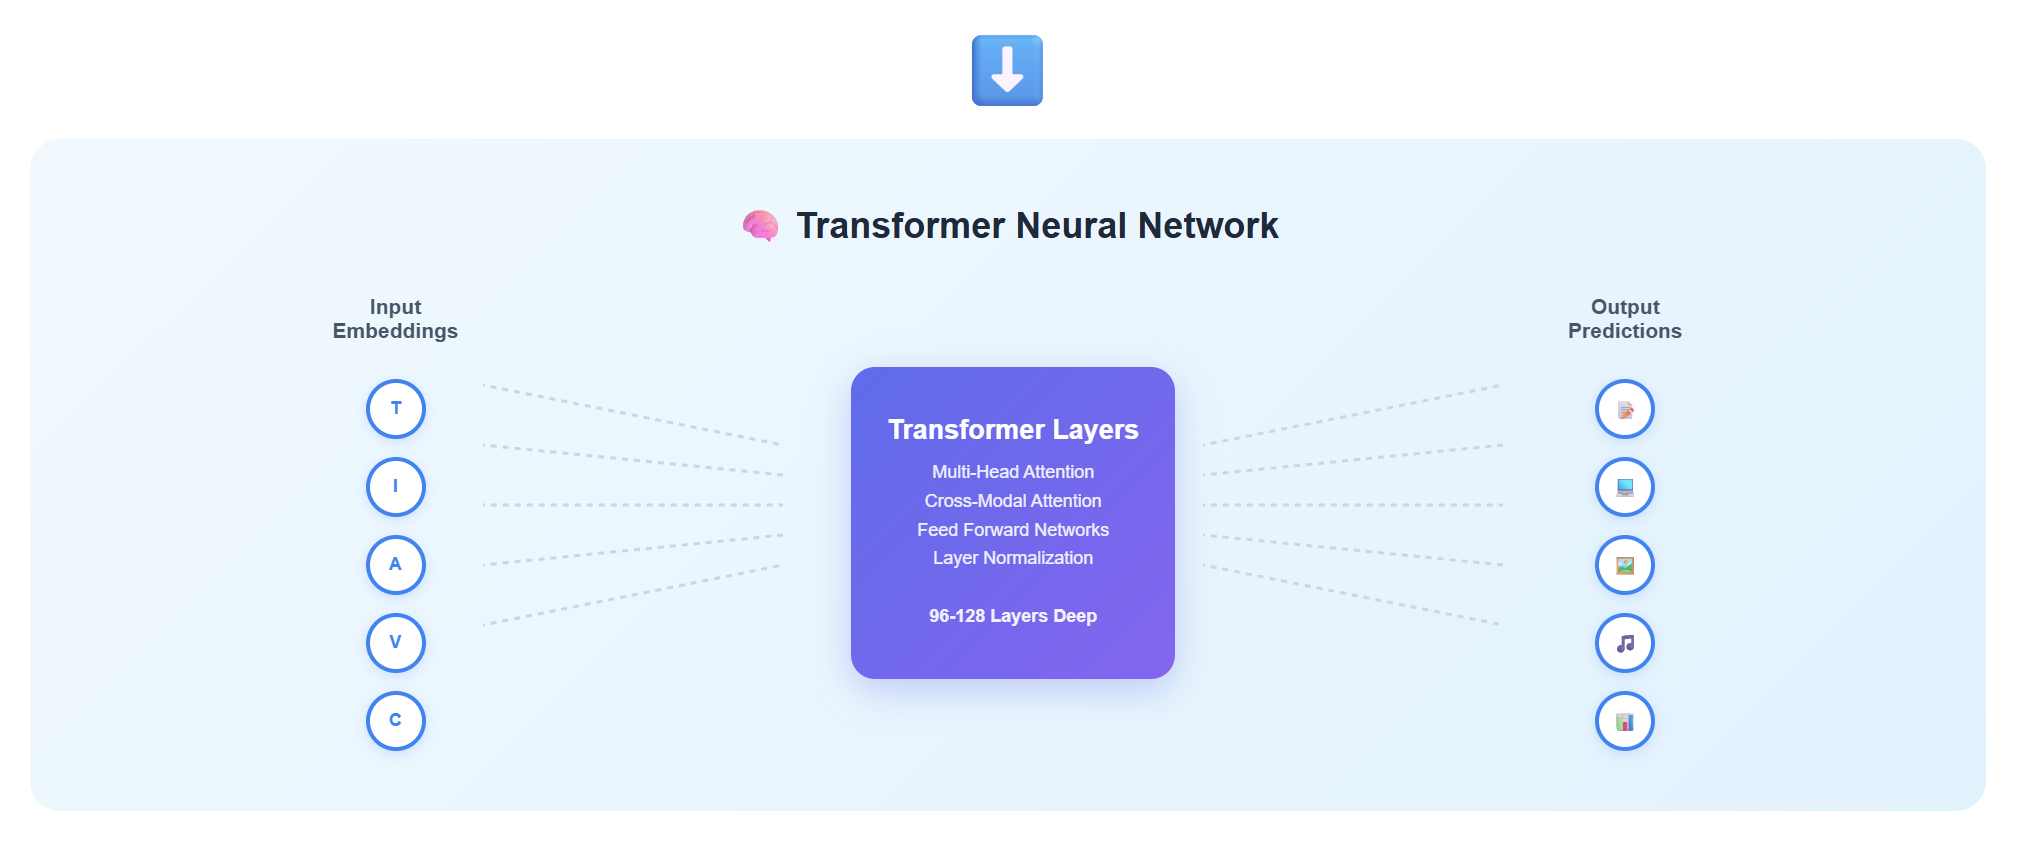 Transformer Neural Network
Input
Embeddings
T
I
A
V
C
Transformer Layers
Multi-Head Attention
Cross-Modal Attention
Feed Forward Networks
Layer Normalization
96-128 Layers Deep
Output
Predictions